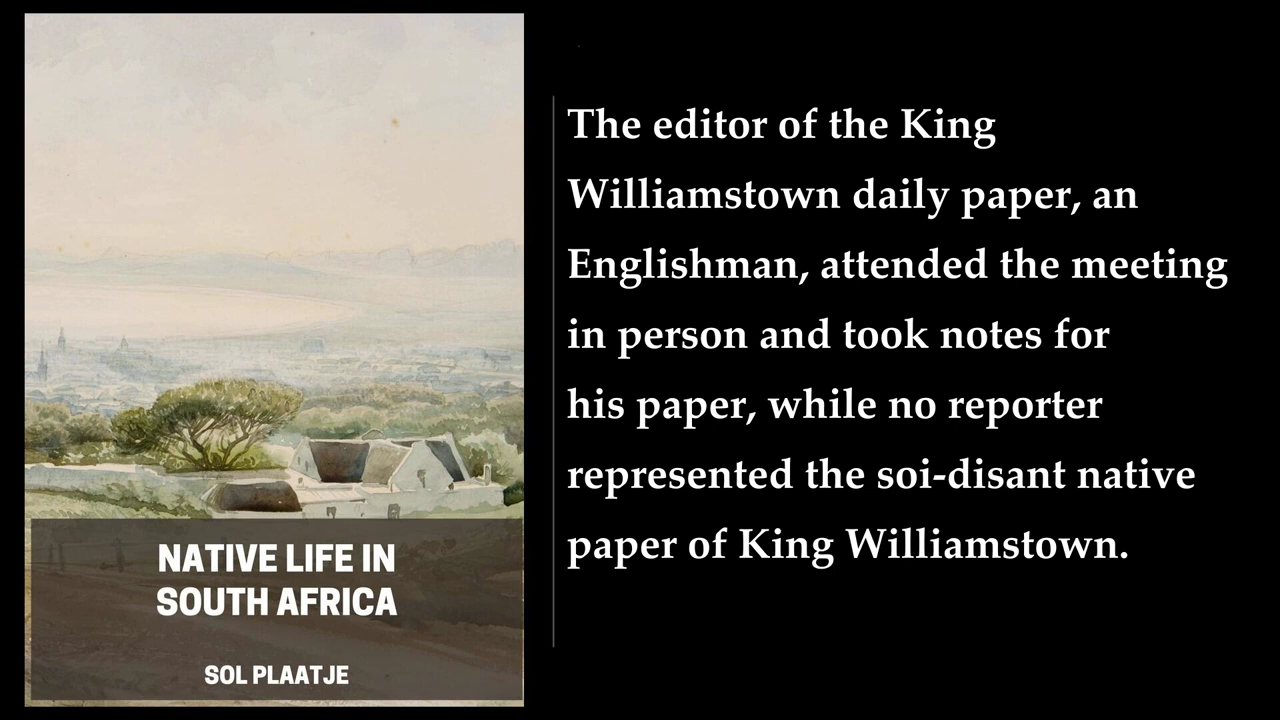 NATIVE LIFE IN
SOUTH AFRICA
SOL PLAATJE
The editor of the King
Williamstown daily paper, an
Englishman, attended the meeting
in person and took notes for
his paper, while no reporter
represented the soi-disant native
paper of King Williamstown.